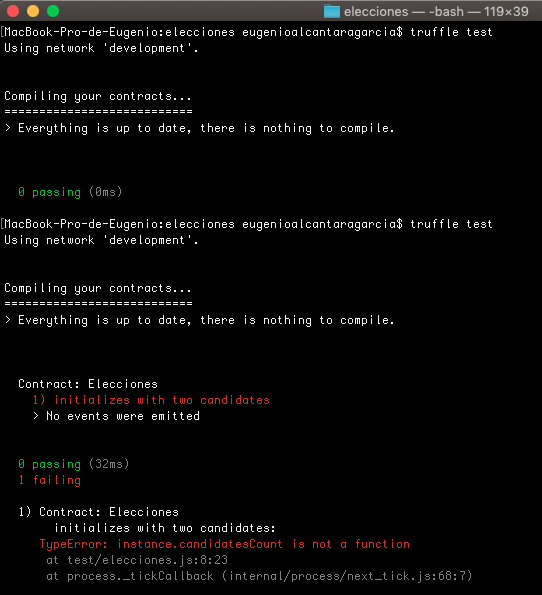 elecciones — -bash — 119×39
[MacBook-Pro-de-Eugenio:elecciones eugenioalcantaragarcia$ truffle test
Using network 'development'.
Compiling your contracts...
===========================
> Everything is up to date, there is nothing to compile.
0 passing (0ms)
[MacBook-Pro-de-Eugenio:elecciones eugenioalcantaragarcia$ truffle test
Using network 'development'.
Compiling your contracts...
===========================
> Everything is up to date, there is nothing to compile.
Contract: Elecciones
1) initializes with two candidates
> No events were emitted
0 passing (32ms)
1 failing
1) Contract: Elecciones
initializes with two candidates:
TypeError: instance.candidatesCount is not a function
at test/elecciones.js:8:23
at process._tickCallback (internal/process/next_tick.js:68:7)